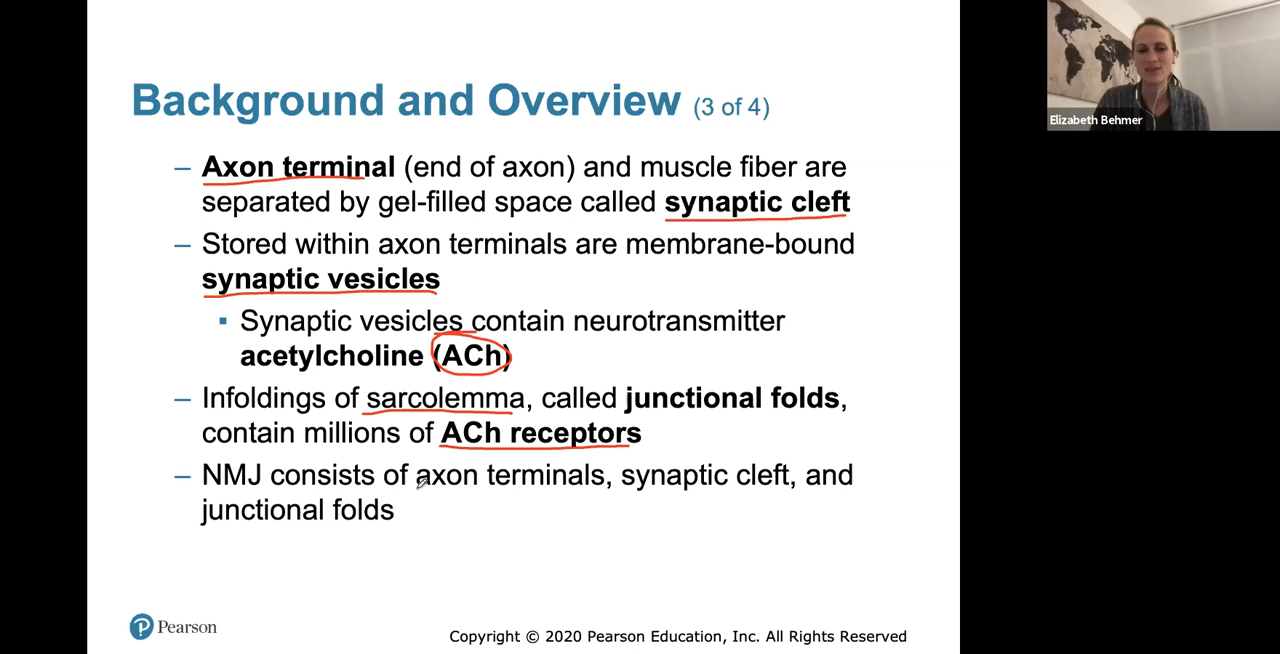 Background and Overview (3 of 4)
– Axon terminal (end of axon) and muscle fiber are
separated by gel-filled space called synaptic cleft
– Stored within axon terminals are membrane-bound
synaptic vesicles
▪ Synaptic vesicles contain neurotransmitter
acetylcholine (ACh)
– Infoldings of sarcolemma, called junctional folds,
contain millions of ACh receptors
– NMJ consists of axon terminals, synaptic cleft, and
junctional folds
Pearson
Copyright © 2020 Pearson Education, Inc. All Rights Reserved
Elizabeth Behmer